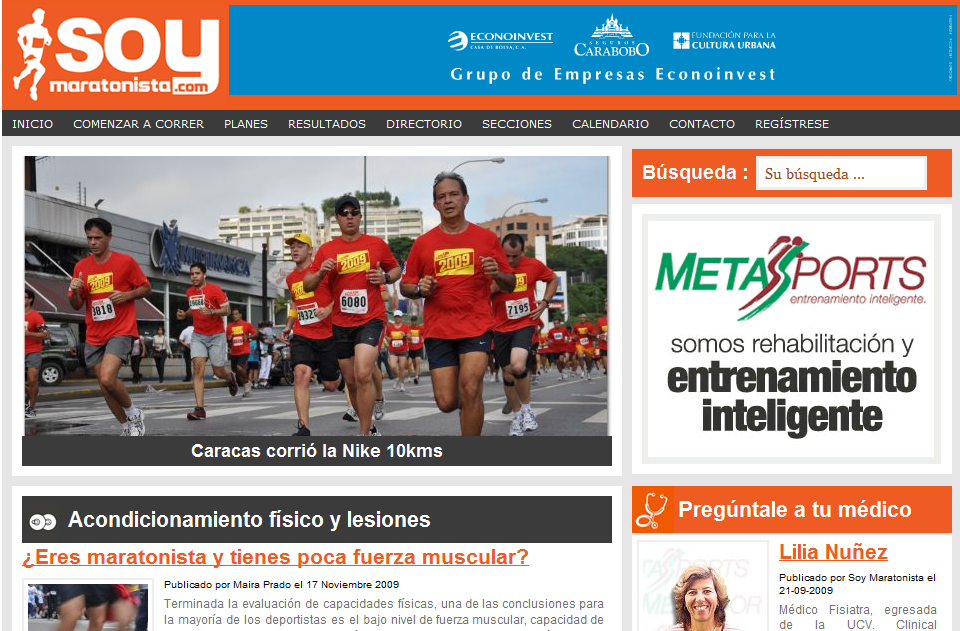 soy
maratonista.com
ECONOINVEST
CASA DE BOLSA, C.A.
SEGUROS
CARABOBO
FUNDACIÓN PARA LA
CULTURA URBANA
Grupo de Empresas Econoinvest
INICIO COMENZAR A CORRER PLANES RESULTADOS DIRECTORIO SECCIONES CALENDARIO CONTACTO REGÍSTRESE
2009
2009
3818
6080
7195
Caracas corrió la Nike 10kms
Búsqueda :
Su búsqueda ...
METASPORTS
entrenamiento inteligente.
somos rehabilitación y
entrenamiento
inteligente
Acondicionamiento físico y lesiones
¿Eres maratonista y tienes poca fuerza muscular?
Publicado por Maira Prado el 17 Noviembre 2009
Terminada la evaluación de capacidades físicas, una de las conclusiones para
la mayoría de los deportistas es el bajo nivel de fuerza muscular, capacidad de
Pregúntale a tu médico
Lilia Nuñez
Publicado por Soy Maratonista el
21-09-2009
Médico Fisiatra, egresada
de la UCV. Clinical